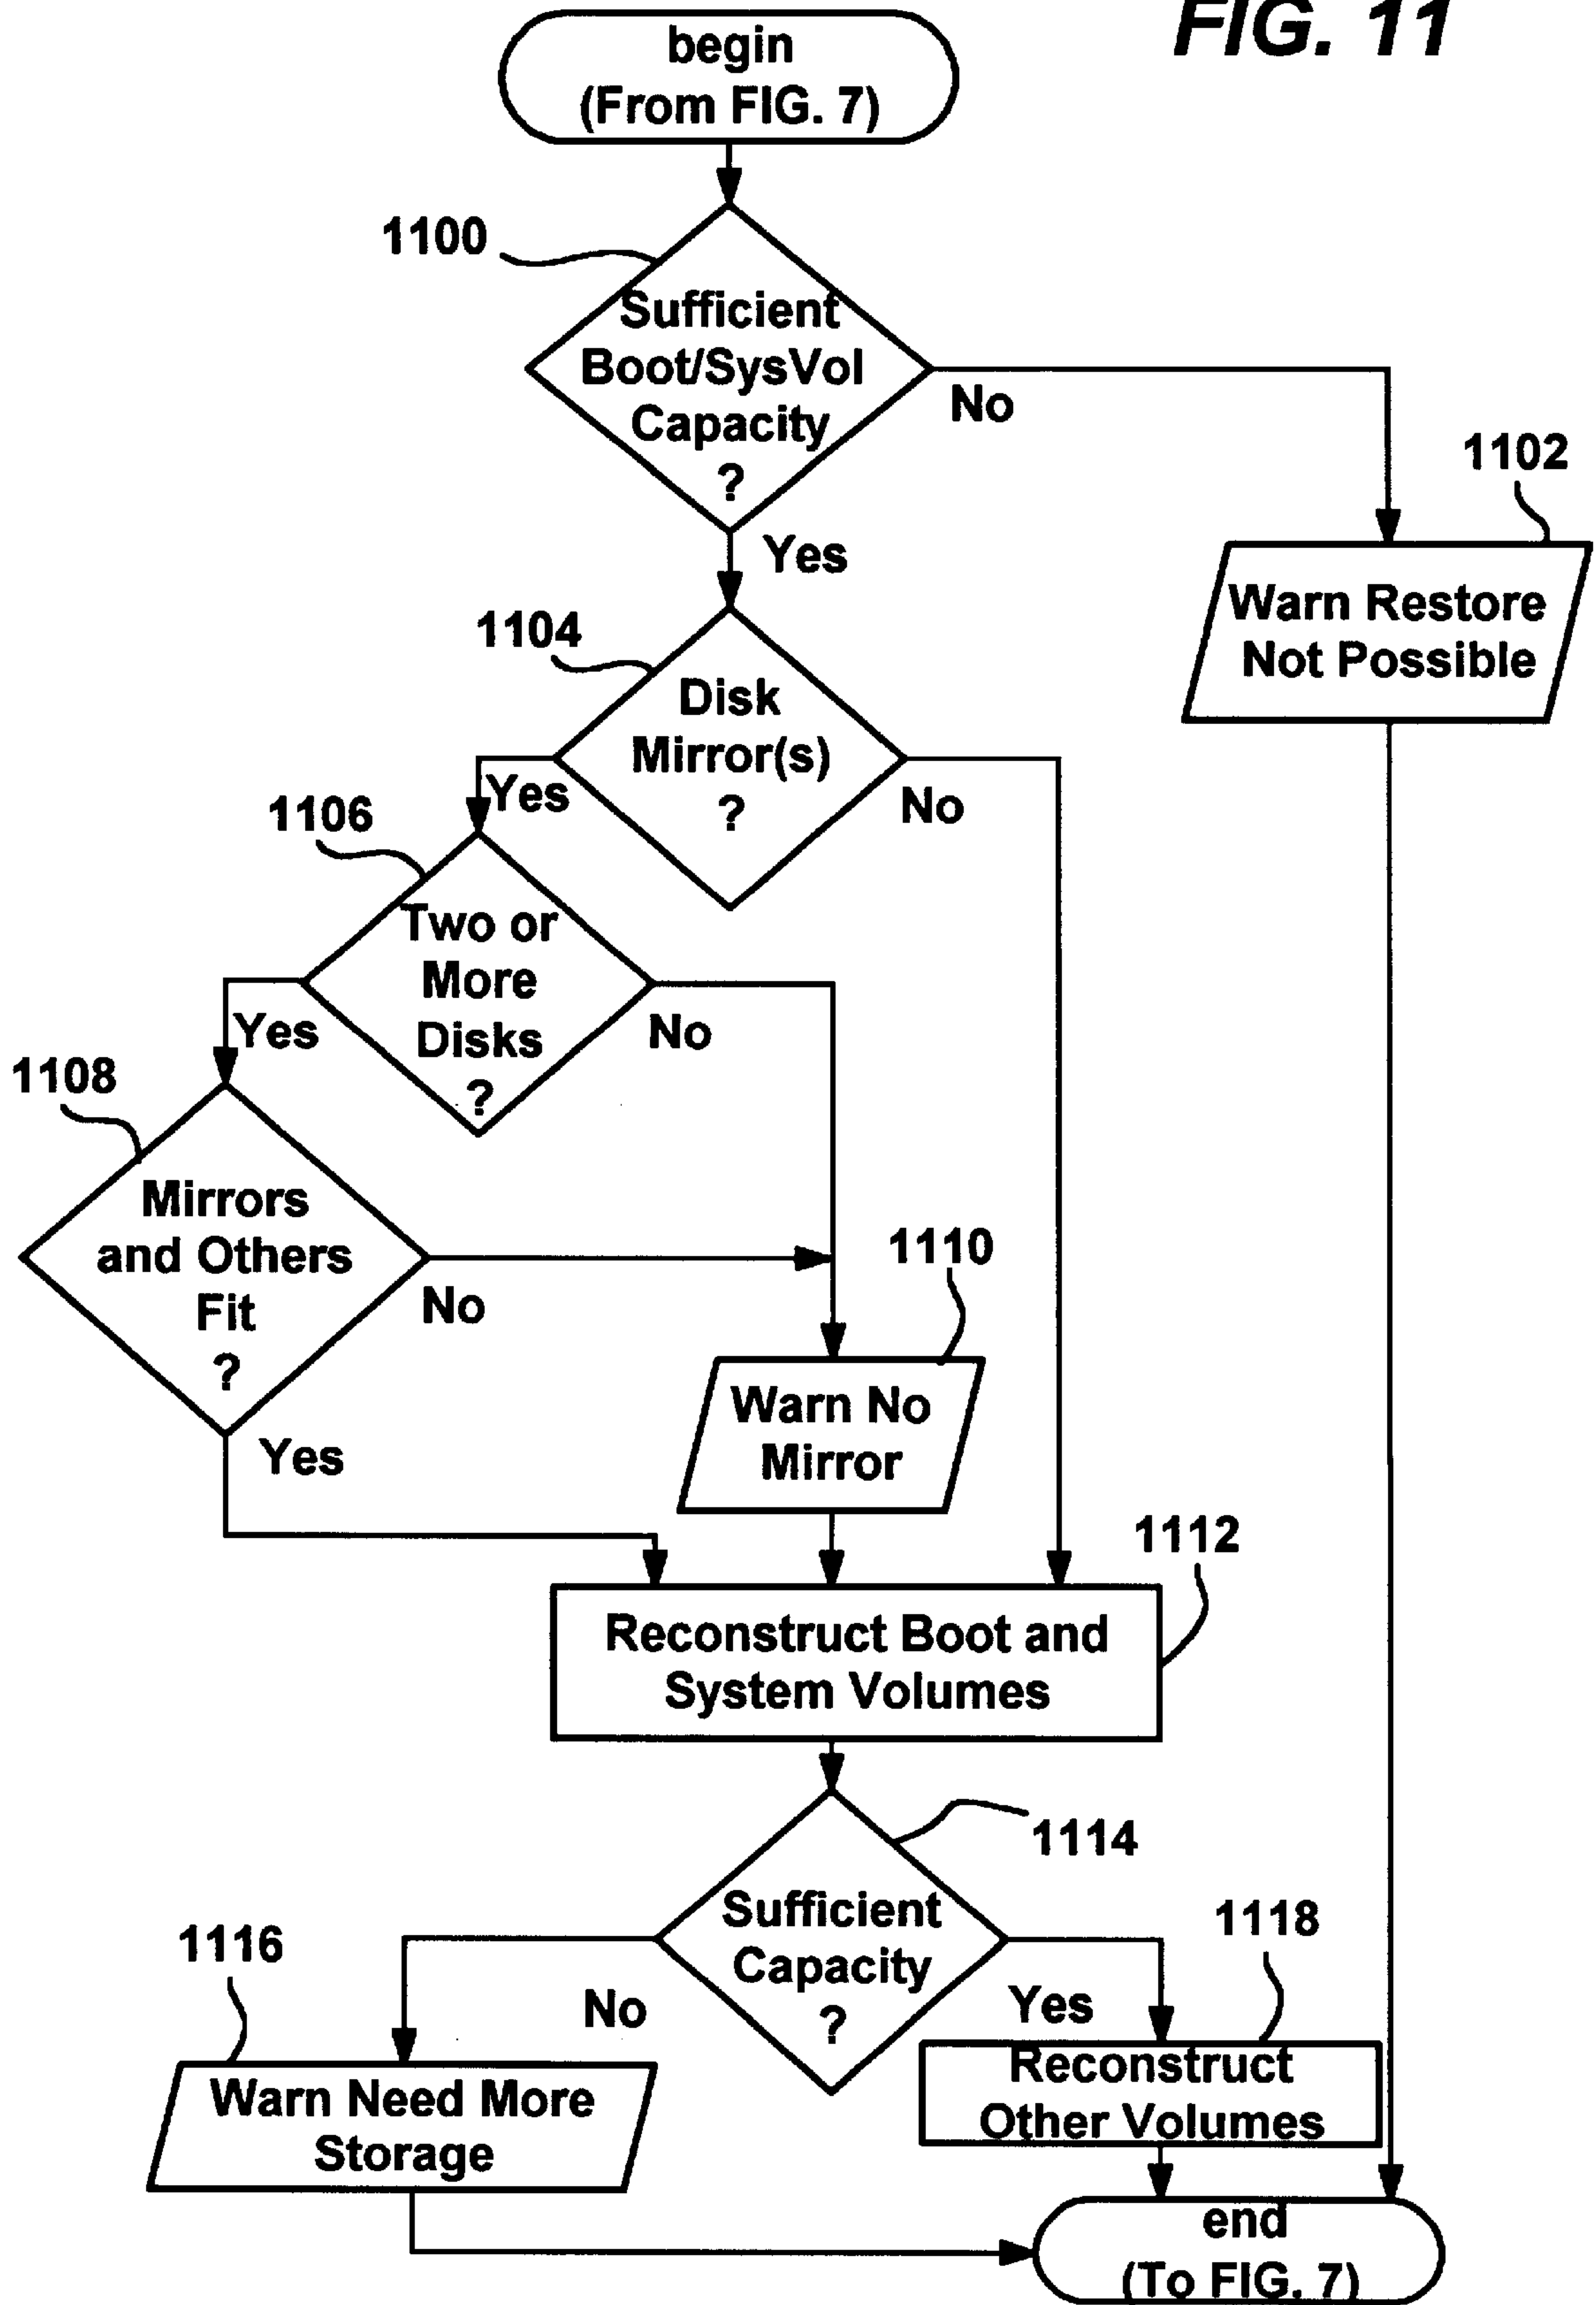 FIG. 11
begin
(From FIG. 7)
1100
Sufficient
Boot/SysVol
Capacity
?
No
Yes
1102
Warn Restore
Not Possible
1104
Disk
Mirror(s)
?
Yes
No
1106
Two or
More
Disks
?
Yes
No
1108
Mirrors
and Others
Fit
?
No
Yes
1110
Warn No
Mirror
1112
Reconstruct Boot and
System Volumes
1114
Sufficient
Capacity
?
No
Yes
1116
Warn Need More
Storage
1118
Reconstruct
Other Volumes
end
(To FIG. 7)